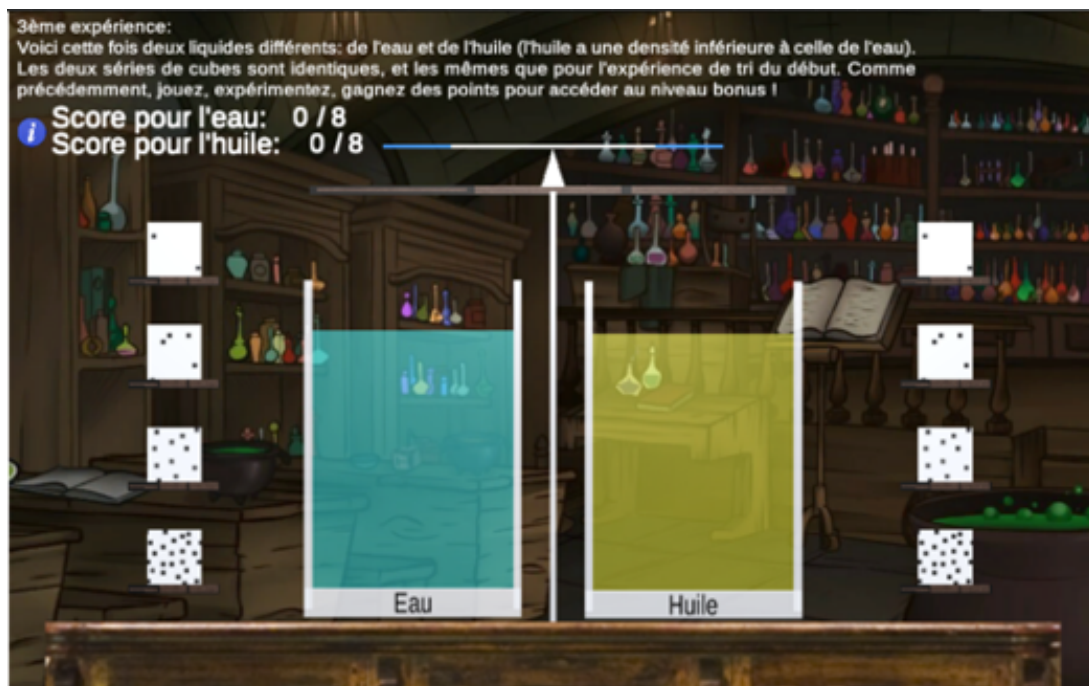 3ème expérience:
Voici cette fois deux liquides différents: de l'eau et de l'huile (l'huile a une densité inférieure à celle de l'eau).
Les deux séries de cubes sont identiques, et les mêmes que pour l'expérience de tri du début. Comme
précédemment, jouez, expérimentez, gagnez des points pour accéder au niveau bonus !
i
Score pour l'eau: 0 / 8
Score pour l'huile: 0 / 8
Eau
Huile